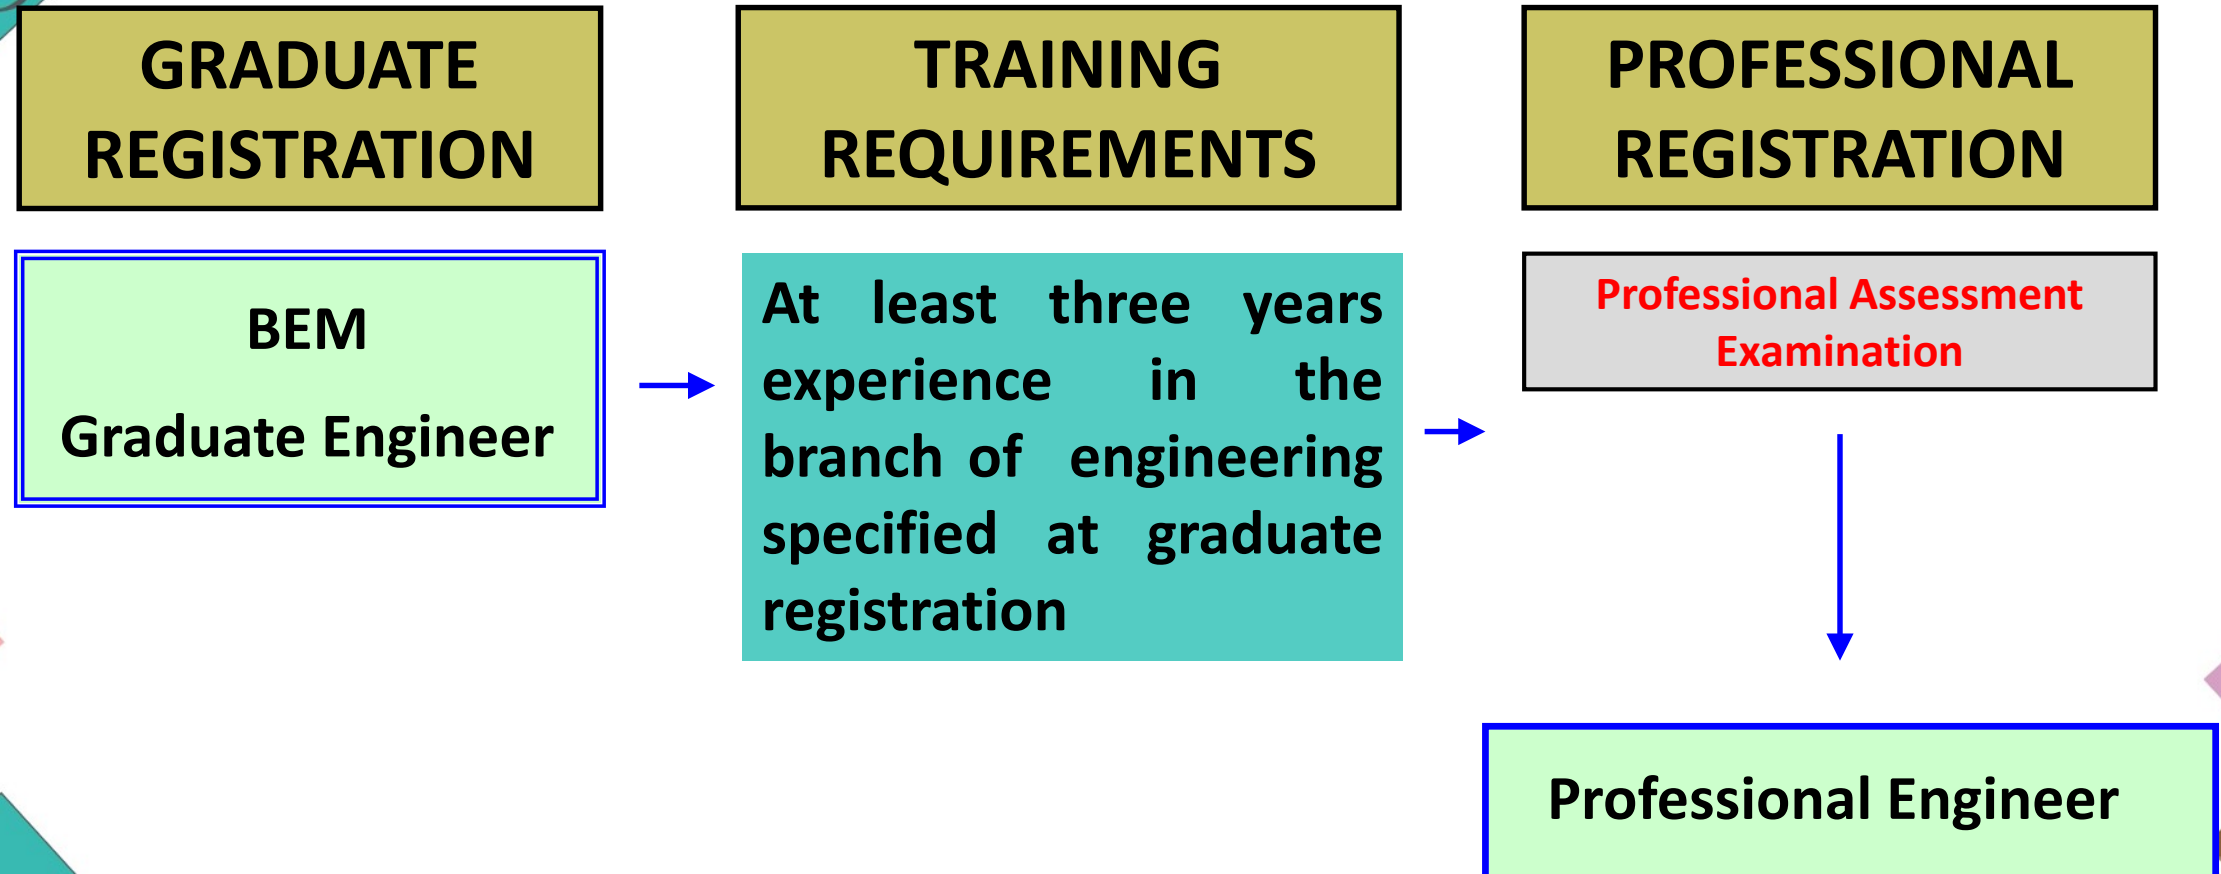 GRADUATE
REGISTRATION
TRAINING
REQUIREMENTS
PROFESSIONAL
REGISTRATION
BEM
Graduate Engineer
At least three years
experience in the
branch of engineering
specified at graduate
registration
Professional Assessment
Examination
Professional Engineer